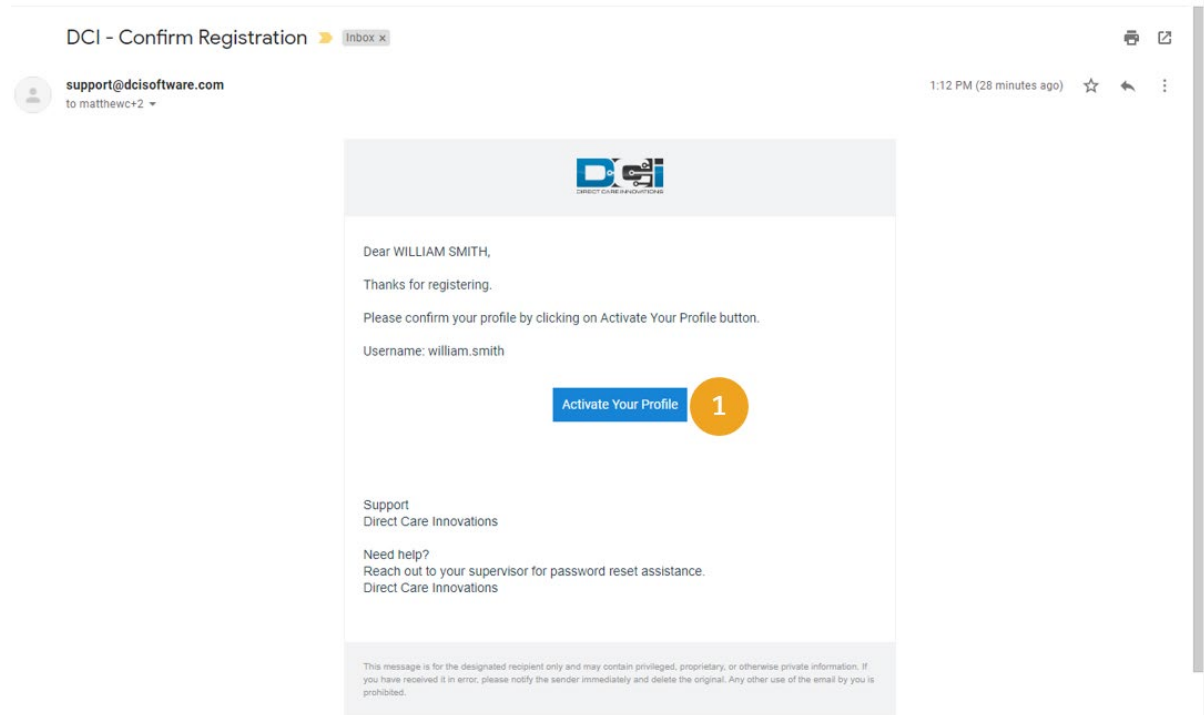 DCI - Confirm Registration
Inbox x
support@dcisoftware.com
1:12 PM (28 minutes ago)
to matthewc+2
DCi
DIRECT CARE INNOVATIONS
Dear WILLIAM SMITH,
Thanks for registering.
Please confirm your profile by clicking on Activate Your Profile button.
Username: william.smith
Activate Your Profile
1
Support
Direct Care Innovations
Need help?
Reach out to your supervisor for password reset assistance.
Direct Care Innovations
This message is for the designated recipient only and may contain privileged, proprietary, or otherwise private information. If
you have received it in error, please notify the sender immediately and delete the original. Any other use of the email by you is
prohibited.